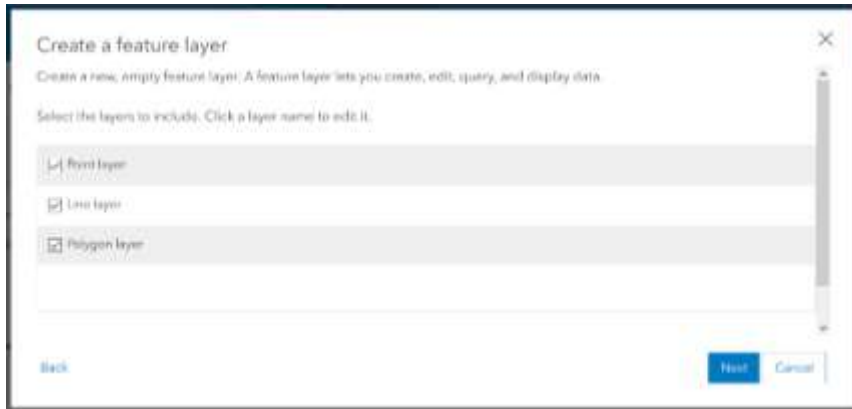 Create a feature layer
Create a new, empty feature layer. A feature layer lets you create, edit, query, and display data.
Select the layers to include. Click a layer name to edit it.
Point layer
Line layer
Polygon layer
Back
Next
Cancel